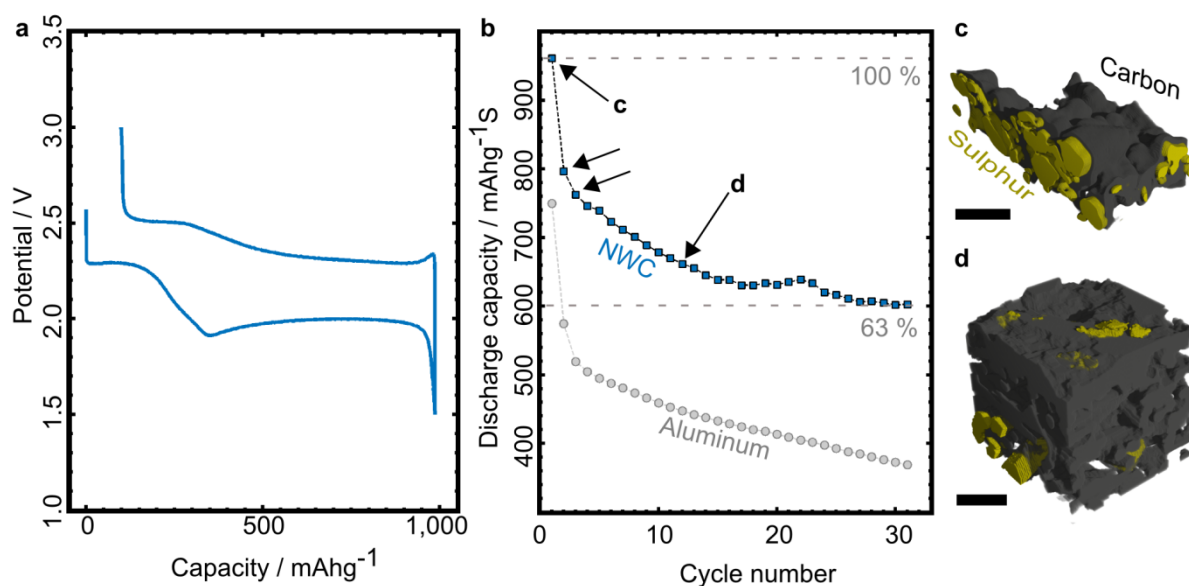 a
3.5
3.0
2.5
2.0
1.5
1.0
Potential / V
0
500
1,000
Capacity / mAhg⁻¹
b
900
800
700
600
500
400
Discharge capacity / mAhg⁻¹S
0
10
20
30
Cycle number
100 %
c
d
NWC
63 %
Aluminum
c
Carbon
Sulphur
d